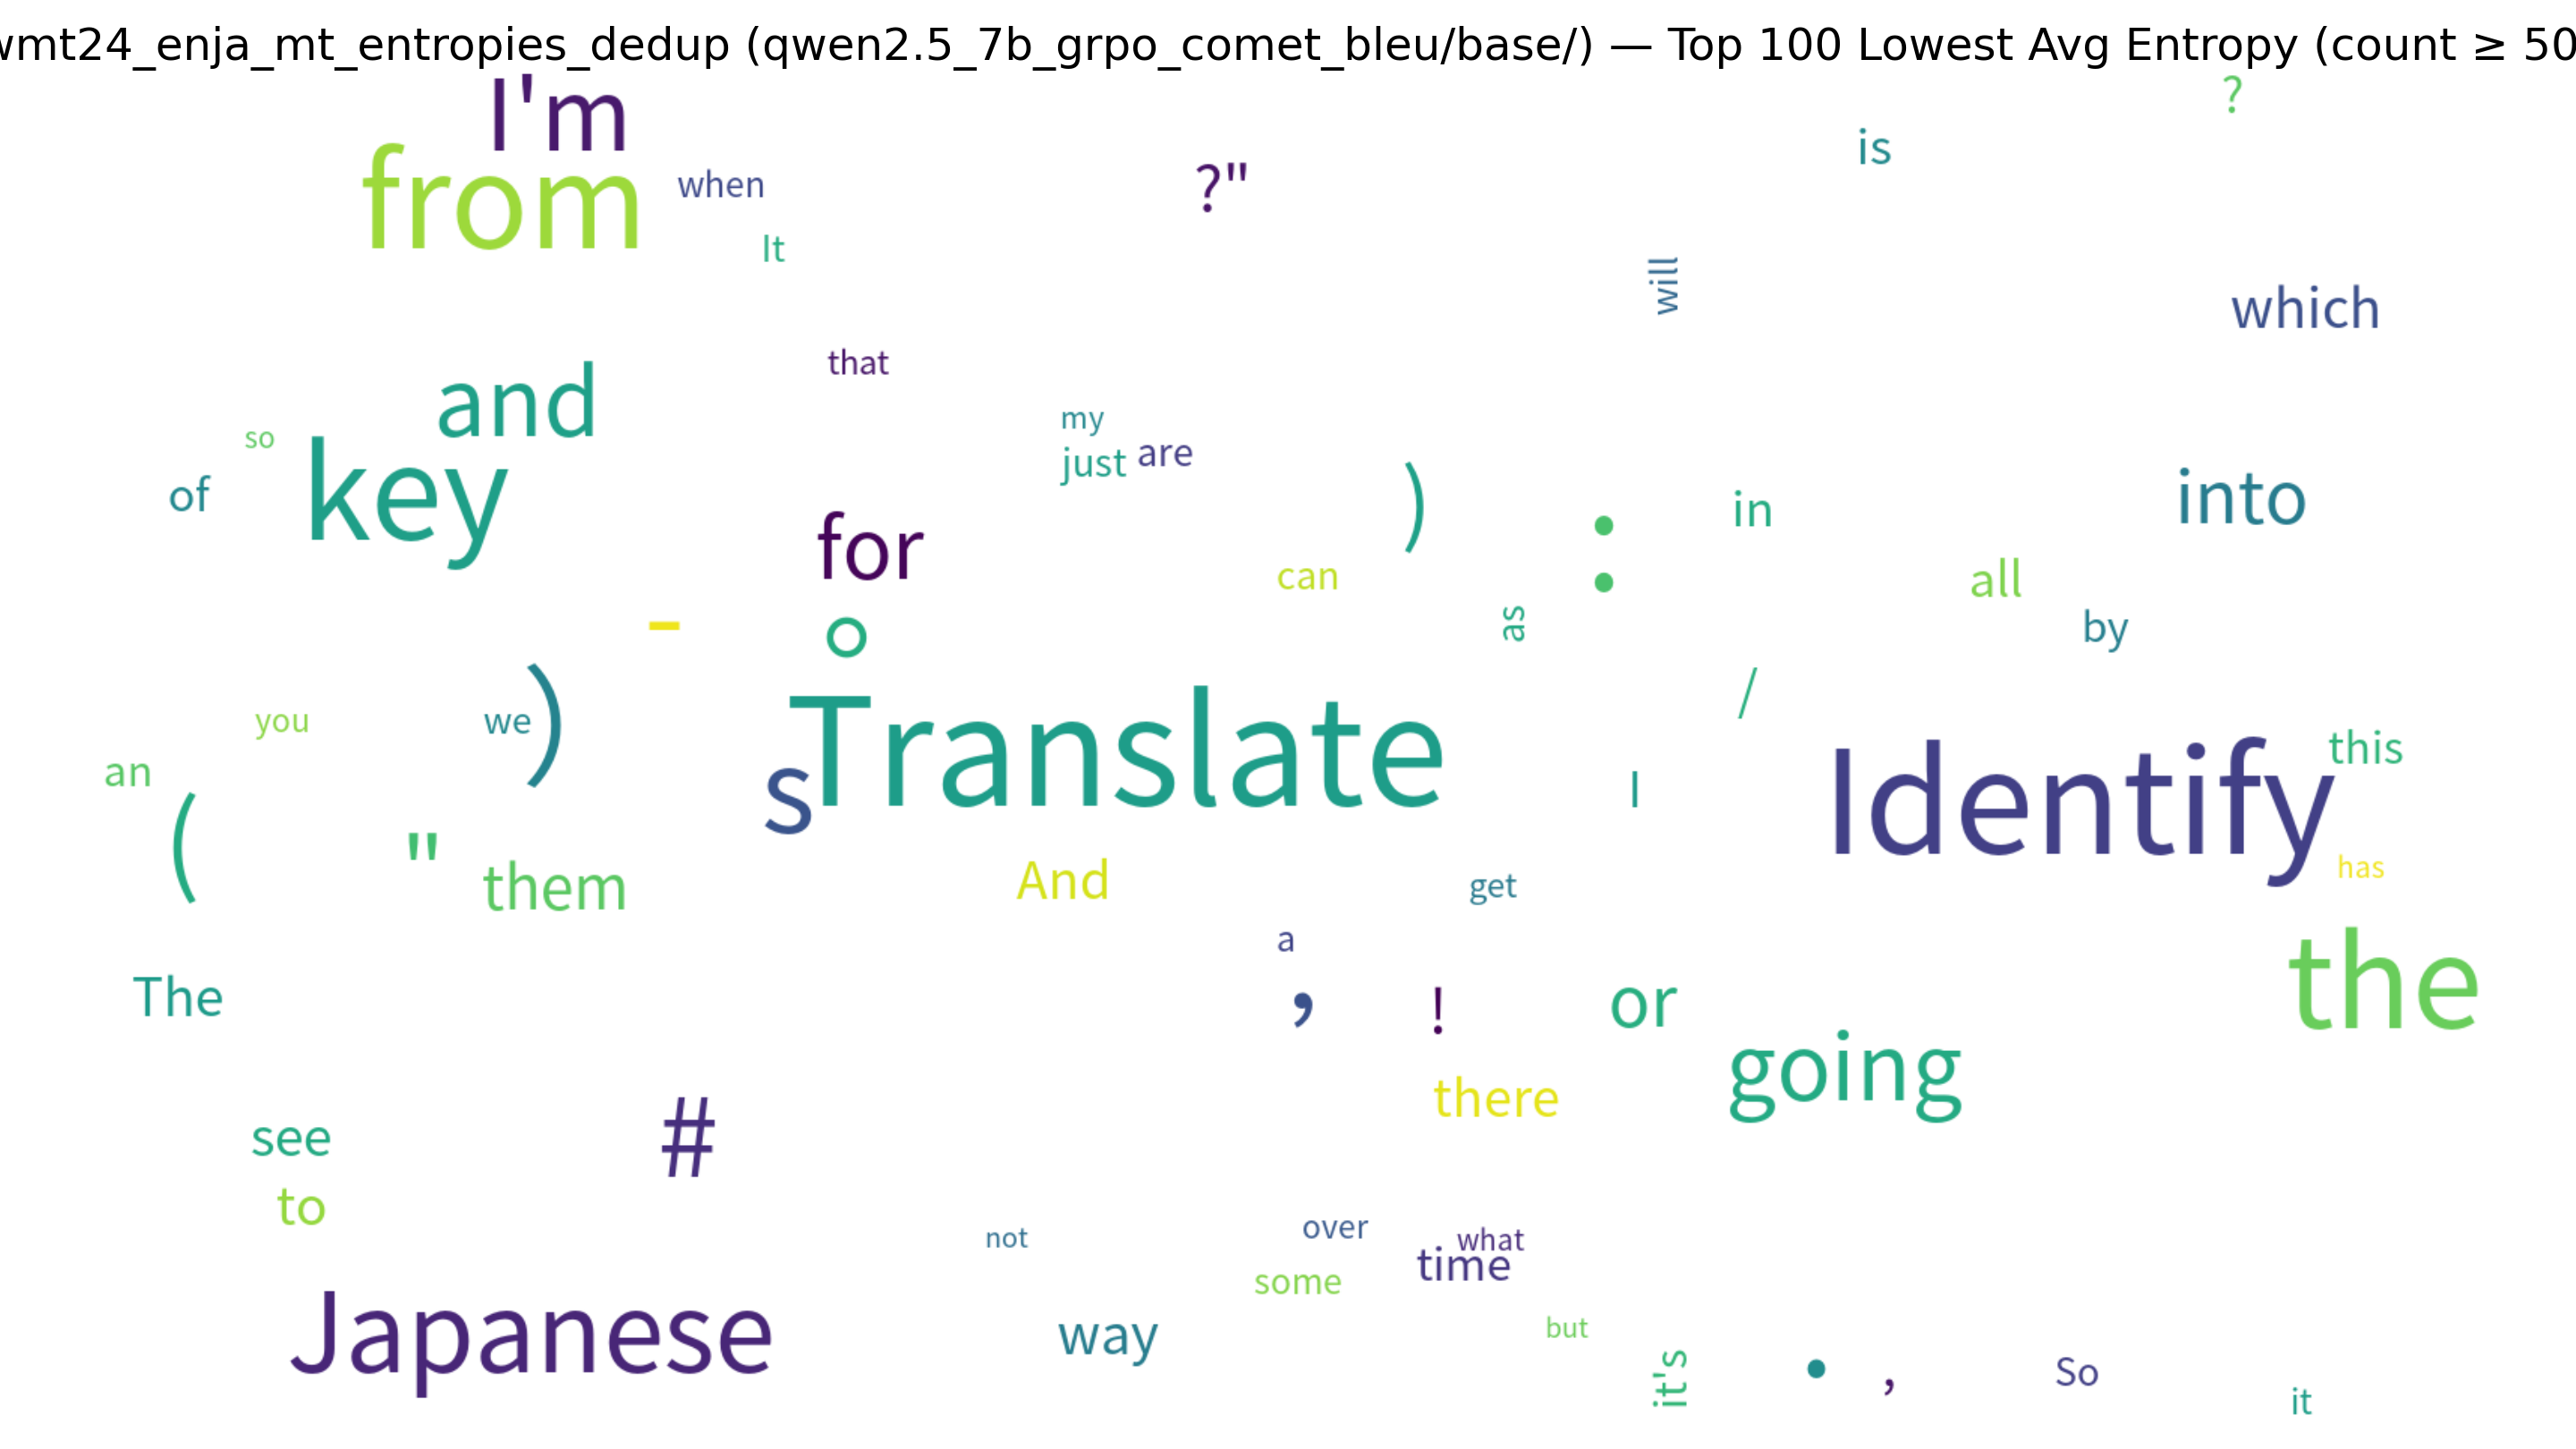 wmt24_enja_mt_entropies_dedup (qwen2.5_7b_grpo_comet_bleu/base/) — Top 100 Lowest Avg Entropy (count ≥ 50
I'm
?
is
?"
from
when
It
will
which
that
and
my
so
just
are
of
key
)
:
in
into
for
can
all
-
。
as
by
/
you
we
)
Translate
this
an
s
I
Identify
(
"
them
And
get
has
a
the
The
,
!
or
going
there
see
#
to
not
over
what
time
some
Japanese
way
but
it's
·
,
So
it